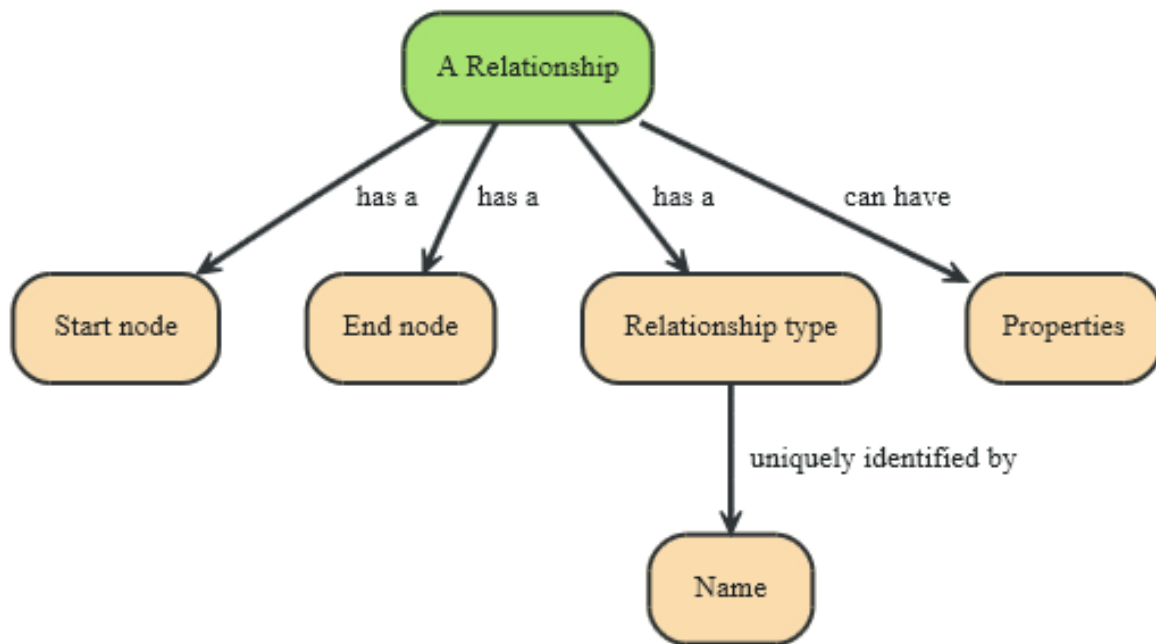 A Relationship
has a
has a
has a
can have
Start node
End node
Relationship type
Properties
uniquely identified by
Name